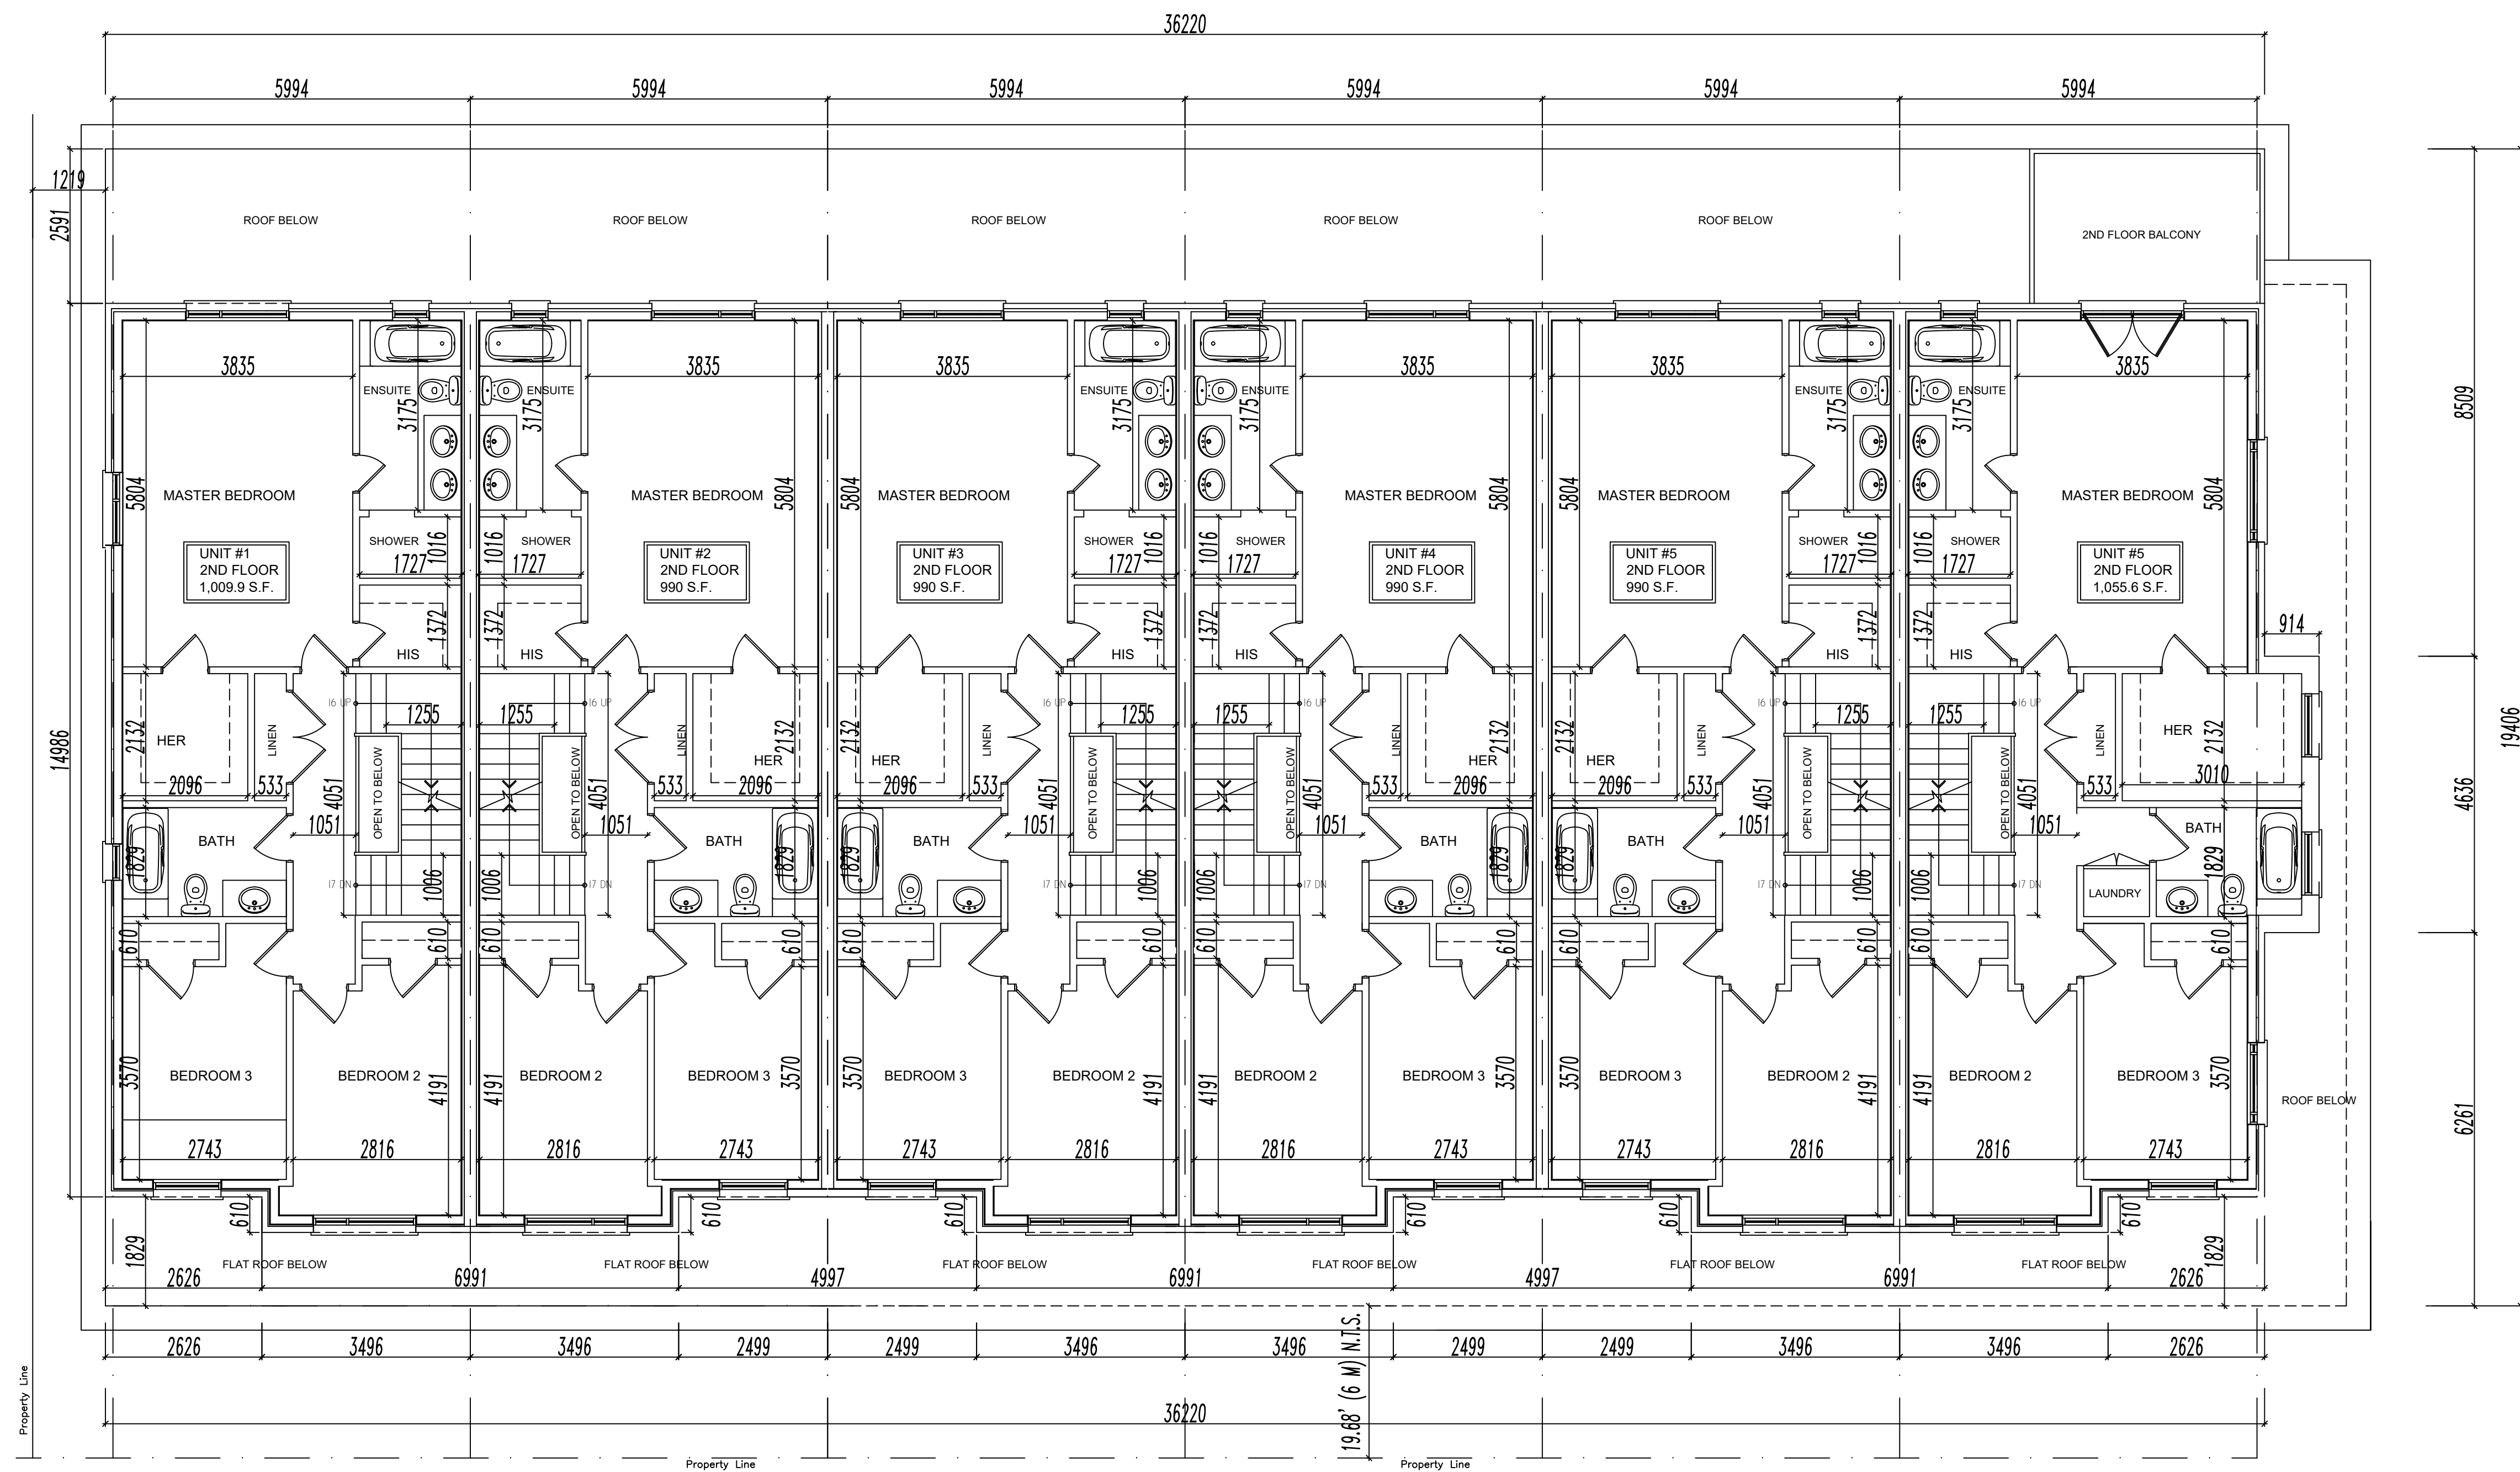 36220
5994 5994 5994 5994 5994 5994
1219
2591
ROOF BELOW ROOF BELOW ROOF BELOW ROOF BELOW ROOF BELOW
2ND FLOOR BALCONY
3835 3835 3835 3835 3835 3835
ENSUITE ENSUITE ENSUITE ENSUITE ENSUITE ENSUITE
3175 3175 3175 3175 3175 3175
8509
MASTER BEDROOM MASTER BEDROOM MASTER BEDROOM MASTER BEDROOM MASTER BEDROOM MASTER BEDROOM
5804 5804 5804 5804 5804 5804
SHOWER SHOWER SHOWER SHOWER SHOWER SHOWER
1016 1016 1016 1016 1016 1016
1727 1727 1727 1727 1727 1727
UNIT #1
2ND FLOOR
1,009.9 S.F.
UNIT #2
2ND FLOOR
990 S.F.
UNIT #3
2ND FLOOR
990 S.F.
UNIT #4
2ND FLOOR
990 S.F.
UNIT #5
2ND FLOOR
990 S.F.
UNIT #5
2ND FLOOR
1,055.6 S.F.
1372 1372 1372 1372 1372 1372
914
HIS HIS HIS HIS HIS HIS
16 UP 16 UP 16 UP 16 UP 16 UP 16 UP
1255 1255 1255 1255 1255 1255
14986
19406
2132 2132 2132 2132 2132 2132
HER HER HER HER HER HER
LINEN LINEN LINEN LINEN LINEN LINEN
2096 533 533 2096 2096 533 533 2096 2096 533 533 3010
4051 4051 4051 4051 4051 4051
OPEN TO BELOW OPEN TO BELOW OPEN TO BELOW OPEN TO BELOW OPEN TO BELOW OPEN TO BELOW
4636
1051 1051 1051 1051 1051 1051
BATH BATH BATH BATH BATH BATH
1829 1829 1829 1829 1829 1829
17 DN 17 DN 17 DN 17 DN 17 DN 17 DN
1006 1006 1006 1006 1006 1006
LAUNDRY
610 610 610 610 610 610 610 610 610 610 610 610
3570 4191 4191 3570 3570 4191 4191 3570 3570 4191 4191 3570
BEDROOM 3 BEDROOM 2 BEDROOM 2 BEDROOM 3 BEDROOM 3 BEDROOM 2 BEDROOM 2 BEDROOM 3 BEDROOM 3 BEDROOM 2 BEDROOM 2 BEDROOM 3
ROOF BELOW
6261
2743 2816 2816 2743 2743 2816 2816 2743 2743 2816 2816 2743
610 610 610 610 610 610
1829 1829
FLAT ROOF BELOW FLAT ROOF BELOW FLAT ROOF BELOW FLAT ROOF BELOW FLAT ROOF BELOW FLAT ROOF BELOW
2626 6991 4997 6991 4997 6991 2626
2626 3496 3496 2499 2499 3496 3496 2499 2499 3496 3496 2626
19.68' (6 M) N.T.S.
Property Line
36220
Property Line Property Line